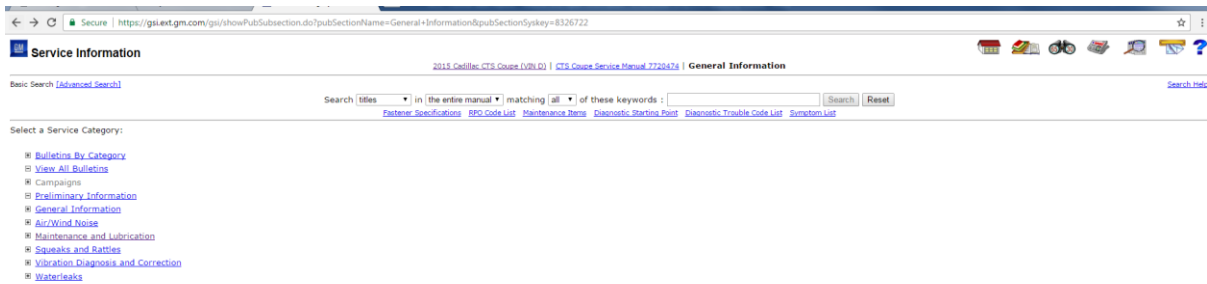 Secure | https://gsi.ext.gm.com/gsi/showPubSubsection.do?pubSectionName=General+Information&pubSectionSyskey=8326722
GM Service Information
2015 Cadillac CTS Coupe (VIN D) | CTS Coupe Service Manual 7720474 | General Information
Basic Search [Advanced Search] Search Help
Search titles in the entire manual matching all of these keywords : Search Reset
Fastener Specifications RPO Code List Maintenance Items Diagnostic Starting Point Diagnostic Trouble Code List Symptom List
Select a Service Category:
Bulletins By Category
View All Bulletins
Campaigns
Preliminary Information
General Information
Air/Wind Noise
Maintenance and Lubrication
Squeaks and Rattles
Vibration Diagnosis and Correction
Waterleaks